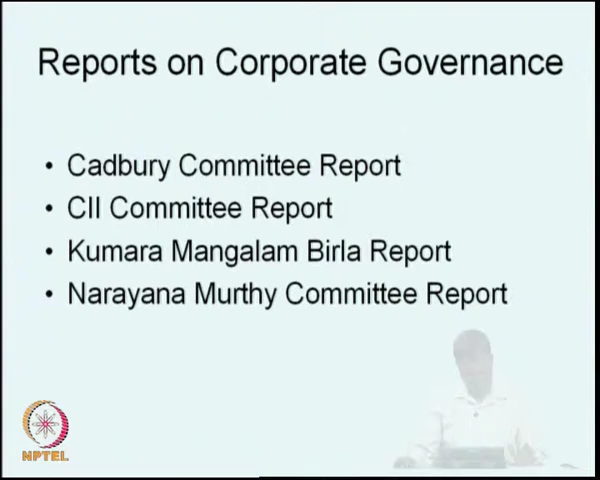 Reports on Corporate Governance
• Cadbury Committee Report
• CII Committee Report
• Kumara Mangalam Birla Report
• Narayana Murthy Committee Report
NPTEL